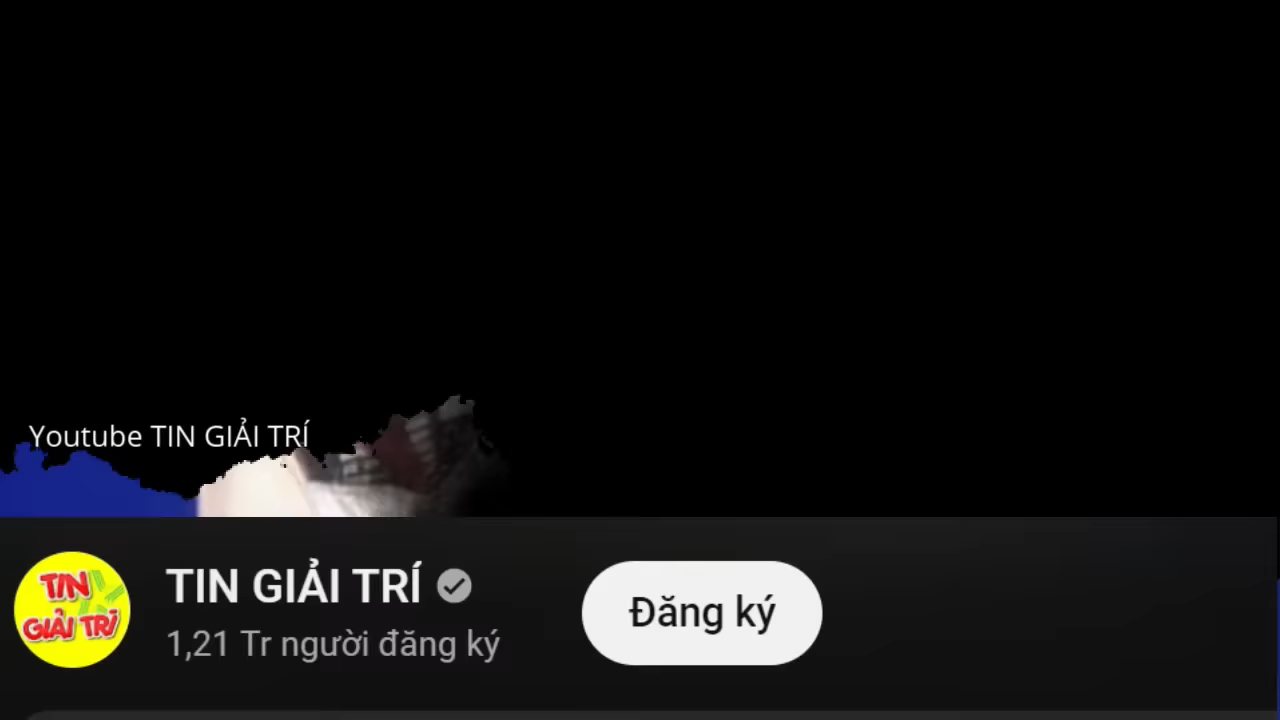 Youtube TIN GIẢI TRÍ
TIN
GIẢI TRÍ
TIN GIẢI TRÍ
1,21 Tr người đăng ký
Đăng ký